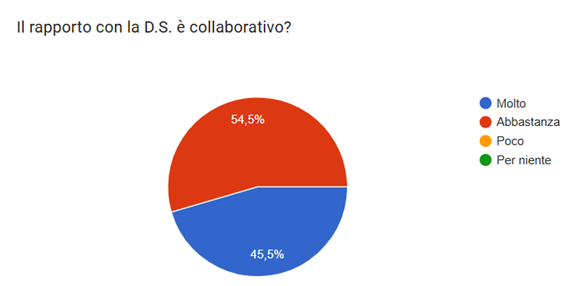 Il rapporto con la D.S. è collaborativo?
54,5%
45,5%
Molto
Abbastanza
Poco
Per niente